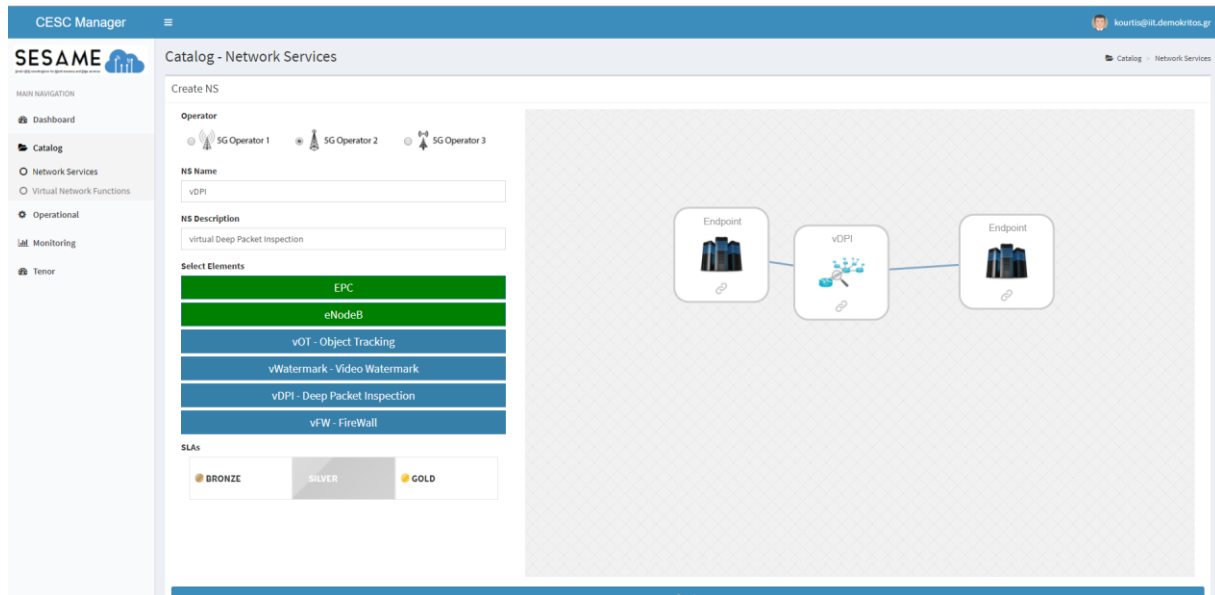 CESC Manager
kourtis@iit.demokritos.gr
SESAME
Catalog - Network Services
Catalog > Network Services
MAIN NAVIGATION
Dashboard
Catalog
Network Services
Virtual Network Functions
Operational
Monitoring
Tenor
Create NS
Operator
5G Operator 1 5G Operator 2 5G Operator 3
NS Name
vDPI
NS Description
virtual Deep Packet Inspection
Select Elements
EPC
eNodeB
vOT - Object Tracking
vWatermark - Video Watermark
vDPI - Deep Packet Inspection
vFW - FireWall
SLAs
BRONZE SILVER GOLD
Endpoint
vDPI
Endpoint